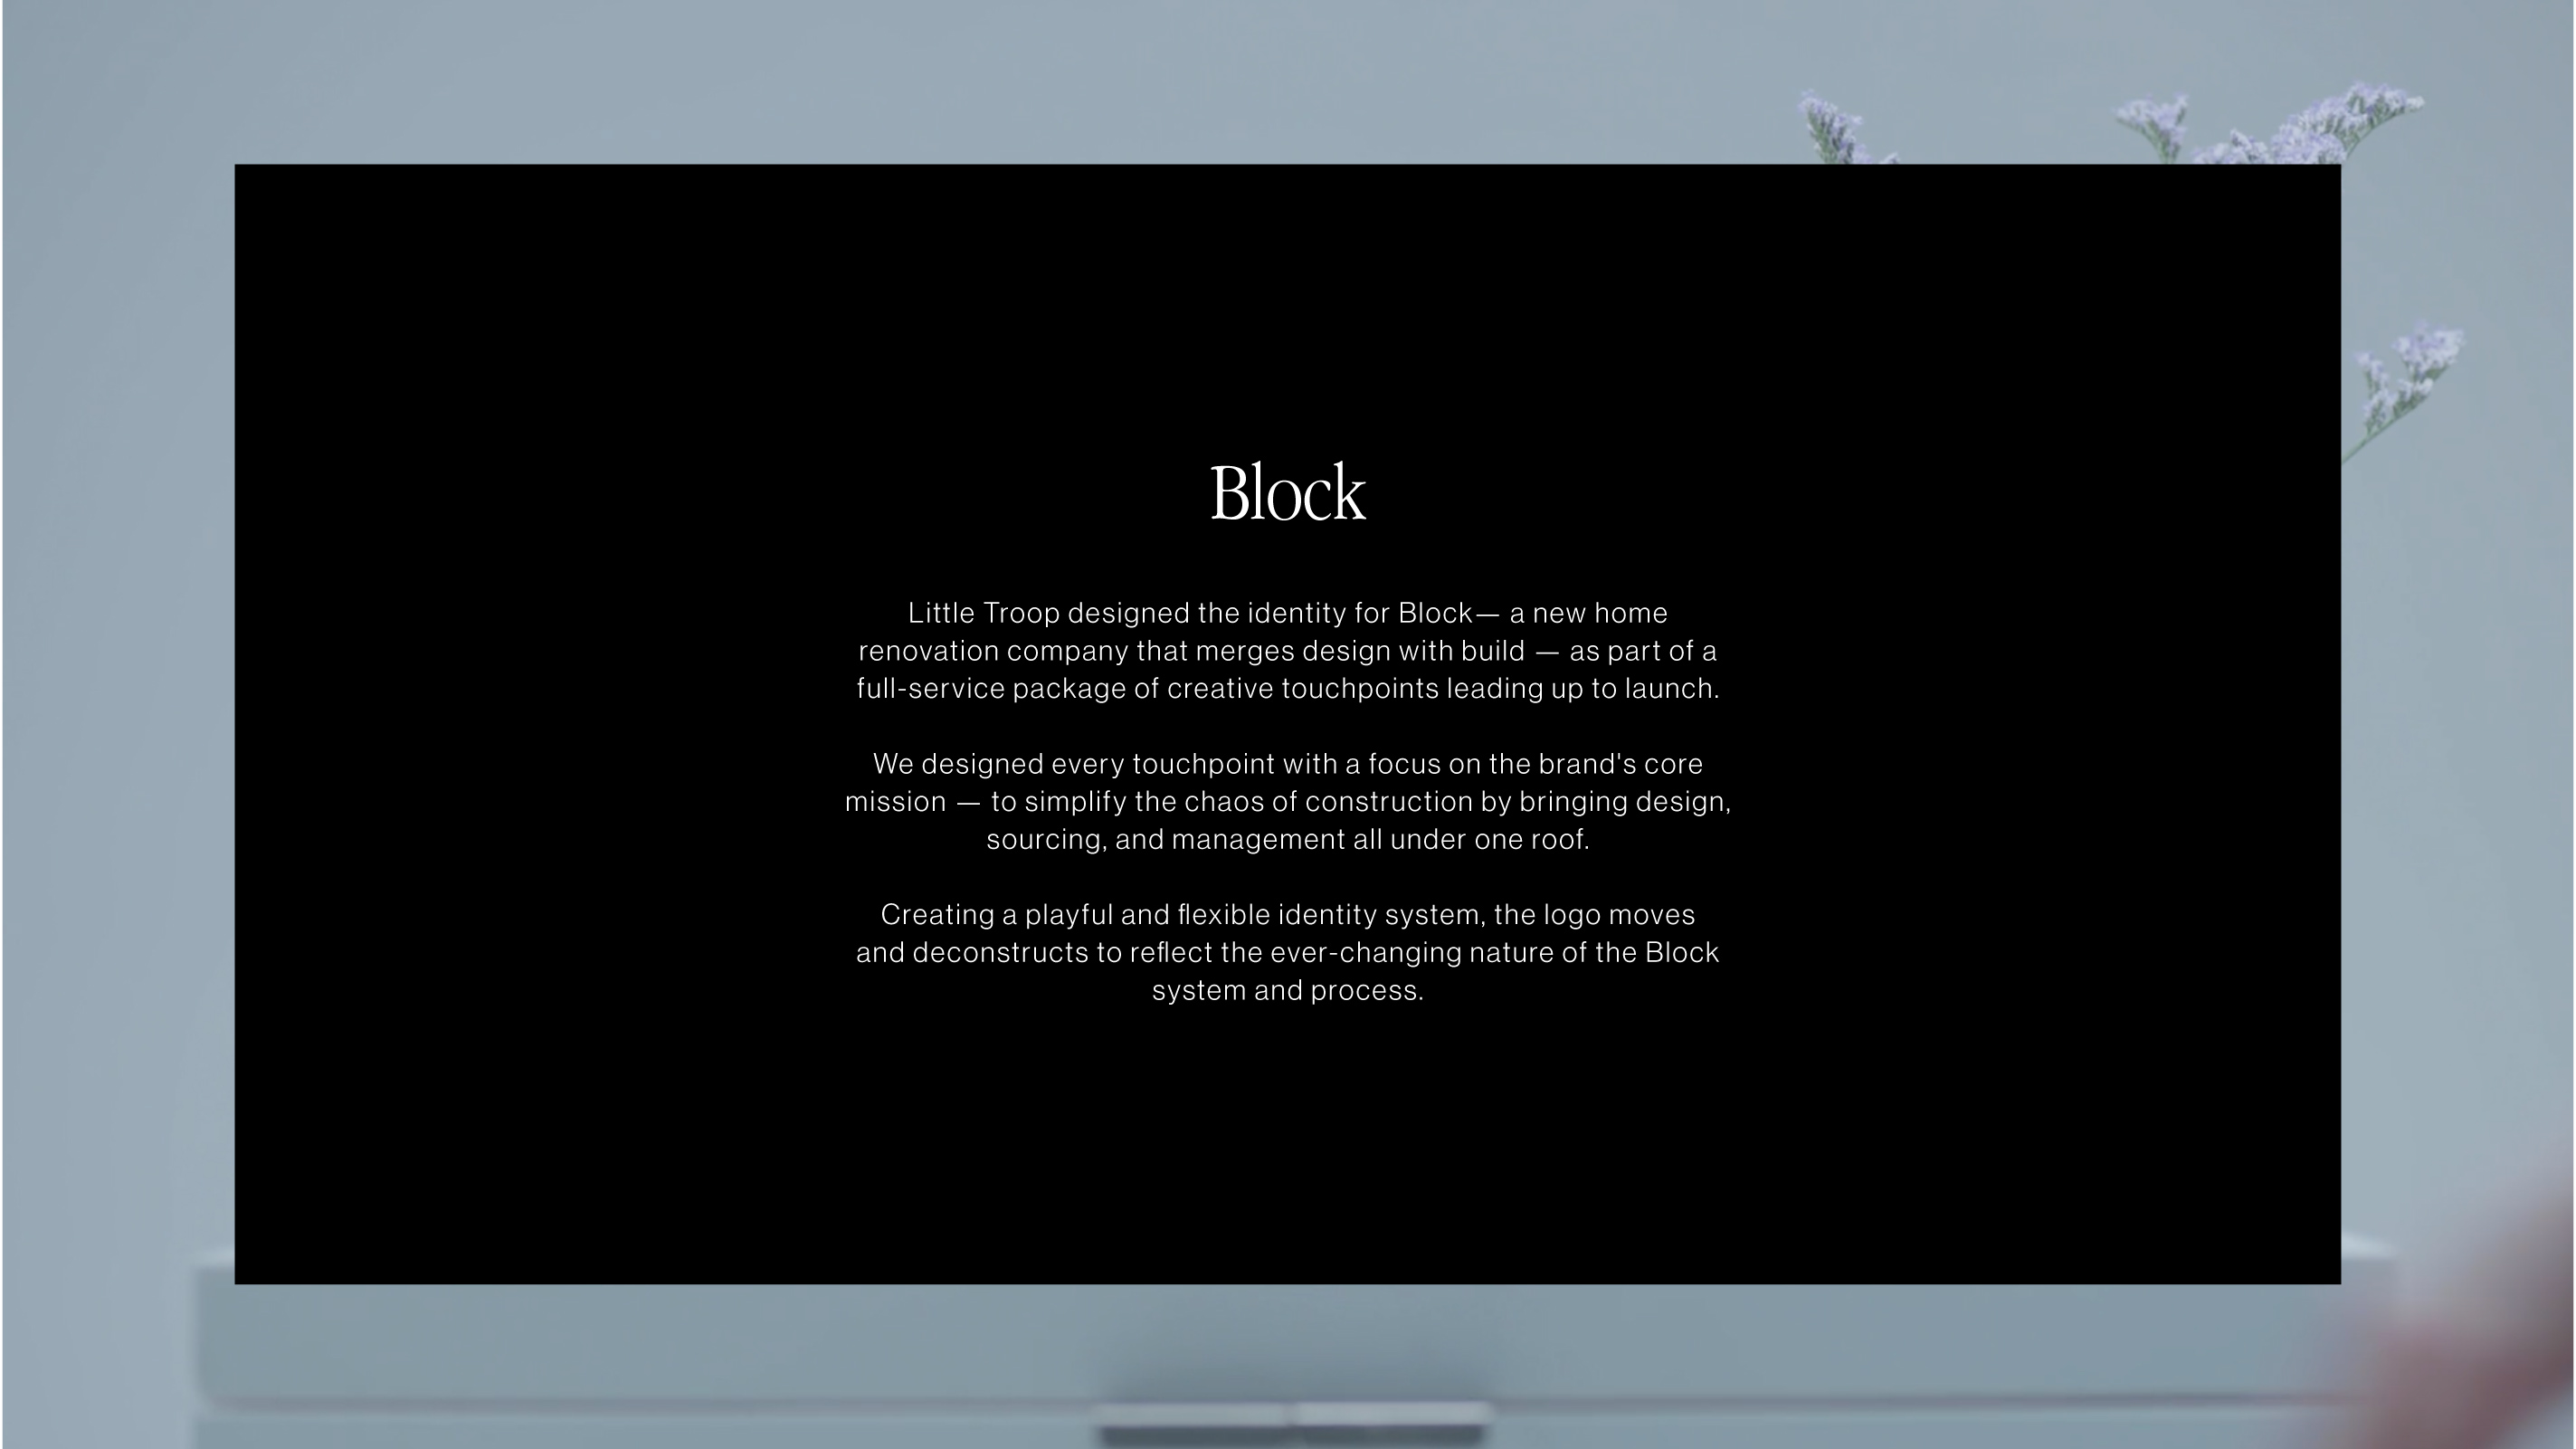 Block
Little Troop designed the identity for Block— a new home
renovation company that merges design with build — as part of a
full-service package of creative touchpoints leading up to launch.
We designed every touchpoint with a focus on the brand's core
mission — to simplify the chaos of construction by bringing design,
sourcing, and management all under one roof.
Creating a playful and flexible identity system, the logo moves
and deconstructs to reflect the ever-changing nature of the Block
system and process.